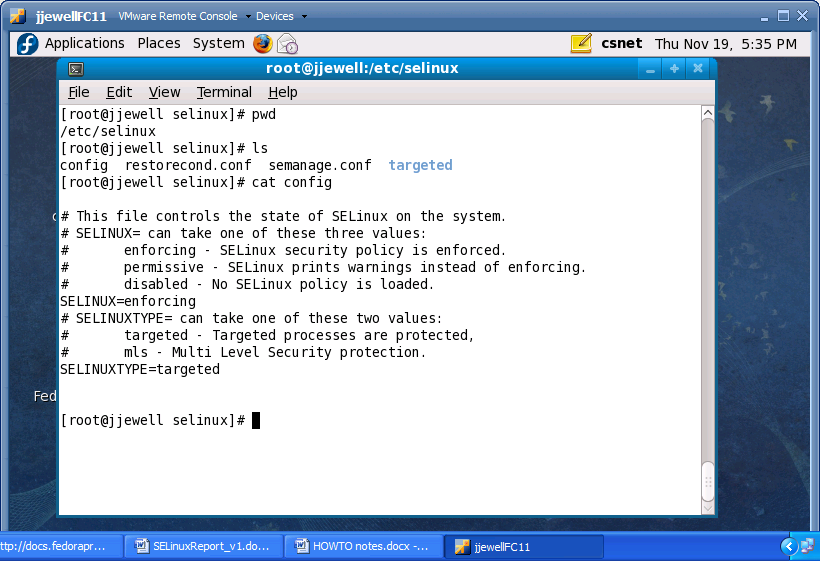 jjewellFC11 VMware Remote Console Devices
Applications Places System csnet Thu Nov 19, 5:35 PM
root@jjewell:/etc/selinux
File Edit View Terminal Help
[root@jjewell selinux]# pwd
/etc/selinux
[root@jjewell selinux]# ls
config  restorecond.conf  semanage.conf  targeted
[root@jjewell selinux]# cat config

# This file controls the state of SELinux on the system.
# SELINUX= can take one of these three values:
#       enforcing - SELinux security policy is enforced.
#       permissive - SELinux prints warnings instead of enforcing.
#       disabled - No SELinux policy is loaded.
SELINUX=enforcing
# SELINUXTYPE= can take one of these two values:
#       targeted - Targeted processes are protected,
#       mls - Multi Level Security protection.
SELINUXTYPE=targeted

Fed
[root@jjewell selinux]#
ttp://docs.fedorapr... SELinuxReport_v1.do... HOWTO notes.docx -... jjewellFC11